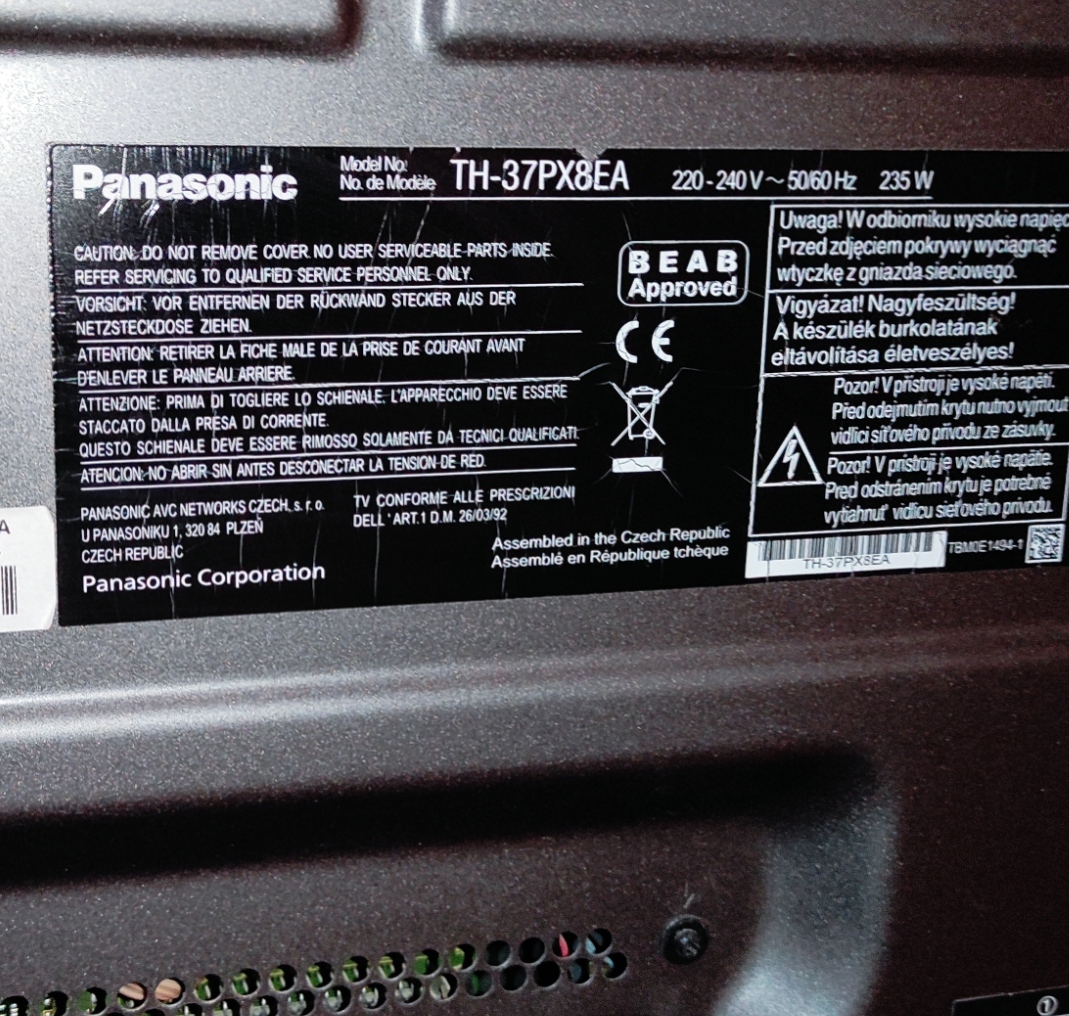 Panasonic
Model No.
No. de Modèle
TH-37PX8EA
220-240 V ~ 50/60 Hz 235 W
CAUTION: DO NOT REMOVE COVER. NO USER SERVICEABLE PARTS INSIDE.
REFER SERVICING TO QUALIFIED SERVICE PERSONNEL ONLY.
VORSICHT: VOR ENTFERNEN DER RÜCKWAND STECKER AUS DER
NETZSTECKDOSE ZIEHEN.
ATTENTION: RETIRER LA FICHE MALE DE LA PRISE DE COURANT AVANT
D'ENLEVER LE PANNEAU ARRIERE.
ATTENZIONE: PRIMA DI TOGLIERE LO SCHIENALE. L'APPARECCHIO DEVE ESSERE
STACCATO DALLA PRESA DI CORRENTE.
QUESTO SCHIENALE DEVE ESSERE RIMOSSO SOLAMENTE DA TECNICI QUALIFICATI.
ATENCION: NO ABRIR SIN ANTES DESCONECTAR LA TENSION DE RED.
PANASONIC AVC NETWORKS CZECH, s. r. o.
U PANASONIKU 1, 320 84 PLZEŇ
CZECH REPUBLIC
Panasonic Corporation
TV CONFORME ALLE PRESCRIZIONI
DELL' ART.1 D.M. 26/03/92
Assembled in the Czech Republic
Assemblé en République tchèque
BEAB
Approved
CE
Uwaga! W odbiorniku wysokie napięc
Przed zdjęciem pokrywy wyciągnąć
wtyczkę z gniazda sieciowego.
Vigyázat! Nagyfeszültség!
A készülék burkolatának
eltávolítása életveszélyes!
Pozor! V přístroji je vysoké napětí.
Před odejmutím krytu nutno vyjmout
vidlici síťového přívodu ze zásuvky.
Pozor! V prístroji je vysoké napätie.
Pred odstránením krytu je potrebné
vytiahnuť vidlicu sieťového privodu.
TH-37PX8EA
TBM0E1494-1
A
1